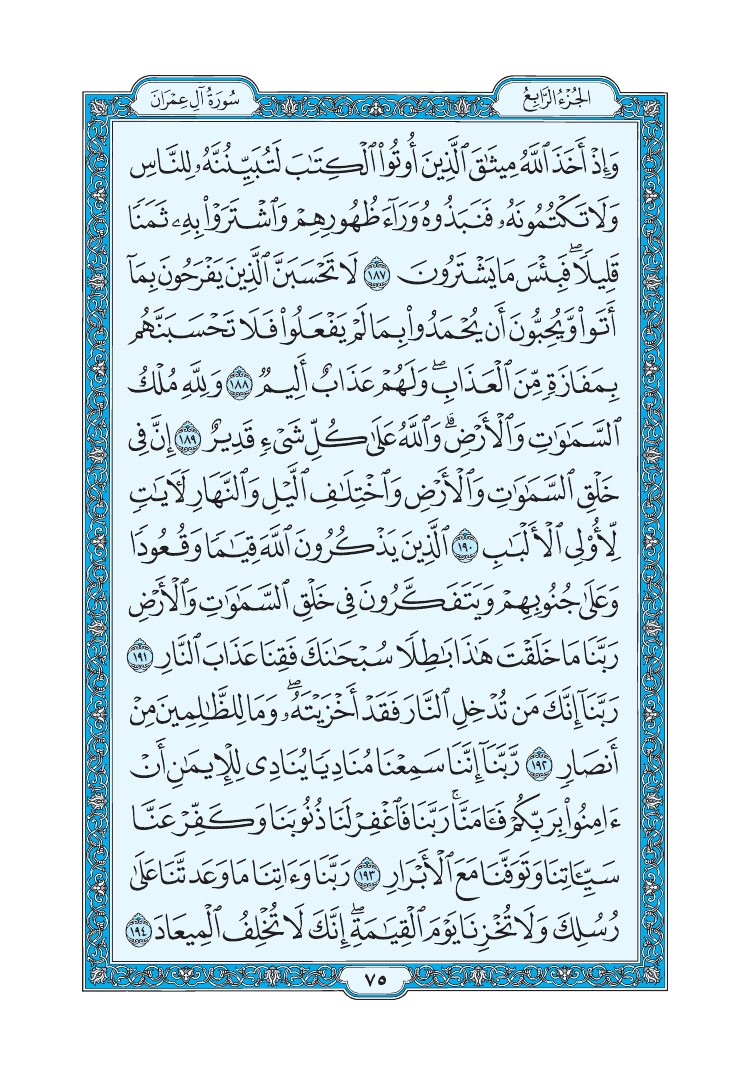 الجُزْءُ الرَّابِعُ
سُورَةُ آلِ عِمْرَانَ
وَإِذْ أَخَذَ ٱللَّهُ مِيثَٰقَ ٱلَّذِينَ أُوتُوا۟ ٱلْكِتَٰبَ لَتُبَيِّنُنَّهُۥ لِلنَّاسِ
وَلَا تَكْتُمُونَهُۥ فَنَبَذُوهُ وَرَآءَ ظُهُورِهِمْ وَٱشْتَرَوْا۟ بِهِۦ ثَمَنًا
قَلِيلًا ۖ فَبِئْسَ مَا يَشْتَرُونَ ١٨٧ لَا تَحْسَبَنَّ ٱلَّذِينَ يَفْرَحُونَ بِمَآ
أَتَوا۟ وَّيُحِبُّونَ أَن يُحْمَدُوا۟ بِمَا لَمْ يَفْعَلُوا۟ فَلَا تَحْسَبَنَّهُم
بِمَفَازَةٍ مِّنَ ٱلْعَذَابِ ۖ وَلَهُمْ عَذَابٌ أَلِيمٌ ١٨٨ وَلِلَّهِ مُلْكُ
ٱلسَّمَٰوَٰتِ وَٱلْأَرْضِ ۗ وَٱللَّهُ عَلَىٰ كُلِّ شَىْءٍ قَدِيرٌ ١٨٩ إِنَّ فِى
خَلْقِ ٱلسَّمَٰوَٰتِ وَٱلْأَرْضِ وَٱخْتِلَٰفِ ٱلَّيْلِ وَٱلنَّهَارِ لَـَٔايَٰتٍ
لِّأُو۟لِى ٱلْأَلْبَٰبِ ١٩٠ ٱلَّذِينَ يَذْكُرُونَ ٱللَّهَ قِيَٰمًا وَقُعُودًا
وَعَلَىٰ جُنُوبِهِمْ وَيَتَفَكَّرُونَ فِى خَلْقِ ٱلسَّمَٰوَٰتِ وَٱلْأَرْضِ
رَبَّنَا مَا خَلَقْتَ هَٰذَا بَٰطِلًا سُبْحَٰنَكَ فَقِنَا عَذَابَ ٱلنَّارِ ١٩١
رَبَّنَآ إِنَّكَ مَن تُدْخِلِ ٱلنَّارَ فَقَدْ أَخْزَيْتَهُۥ ۖ وَمَا لِلظَّٰلِمِينَ مِنْ
أَنصَارٍ ١٩٢ رَّبَّنَآ إِنَّنَا سَمِعْنَا مُنَادِيًا يُنَادِى لِلْإِيمَٰنِ أَنْ
ءَامِنُوا۟ بِرَبِّكُمْ فَـَٔامَنَّا ۚ رَبَّنَا فَٱغْفِرْ لَنَا ذُنُوبَنَا وَكَفِّرْ عَنَّا
سَيِّـَٔاتِنَا وَتَوَفَّنَا مَعَ ٱلْأَبْرَارِ ١٩٣ رَبَّنَا وَءَاتِنَا مَا وَعَدتَّنَا عَلَىٰ
رُسُلِكَ وَلَا تُخْزِنَا يَوْمَ ٱلْقِيَٰمَةِ ۖ إِنَّكَ لَا تُخْلِفُ ٱلْمِيعَادَ ١٩٤
٧٥